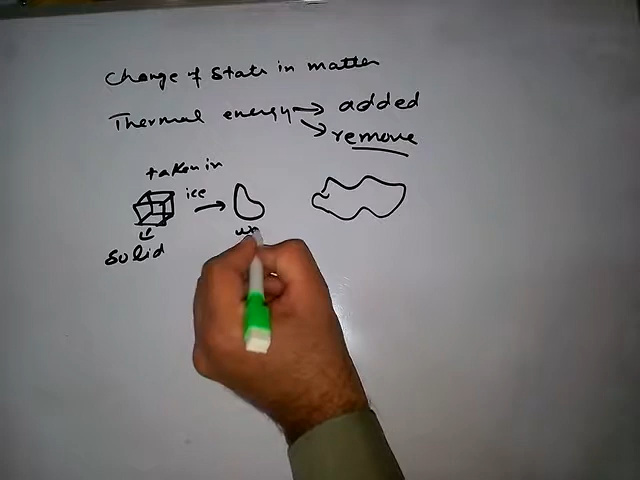 Change of State in matter
Thermal energy → added
→ remove
taken in
ice →
solid